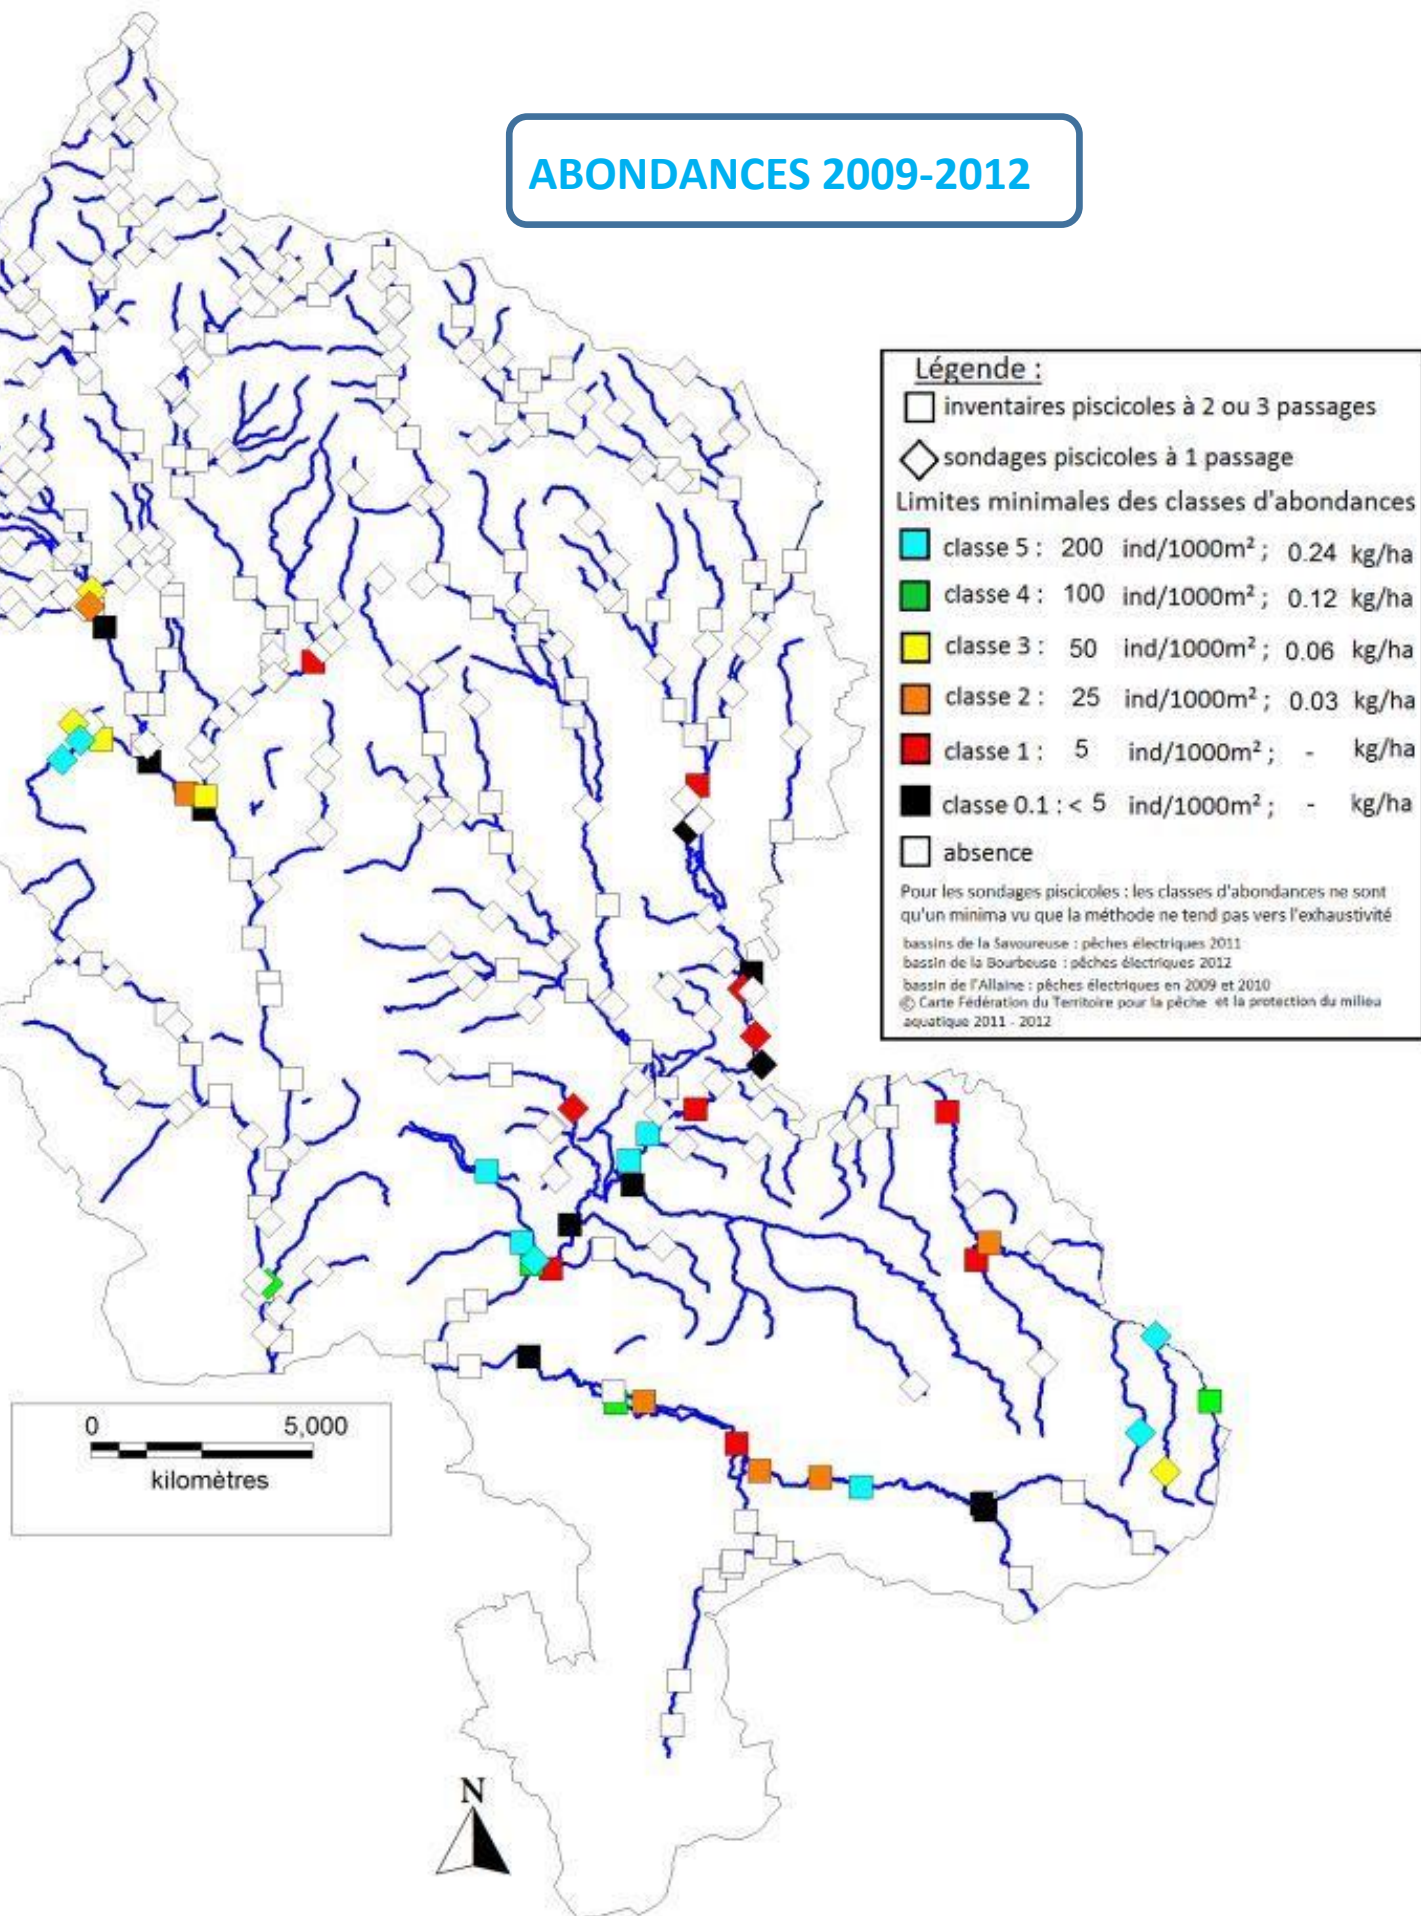 ABONDANCES 2009-2012
Légende :
inventaires piscicoles à 2 ou 3 passages
sondages piscicoles à 1 passage
Limites minimales des classes d'abondances
classe 5 : 200 ind/1000m² ; 0.24 kg/ha
classe 4 : 100 ind/1000m² ; 0.12 kg/ha
classe 3 : 50 ind/1000m² ; 0.06 kg/ha
classe 2 : 25 ind/1000m² ; 0.03 kg/ha
classe 1 : 5 ind/1000m² ; - kg/ha
classe 0.1 : < 5 ind/1000m² ; - kg/ha
absence
Pour les sondages piscicoles : les classes d'abondances ne sont
qu'un minima vu que la méthode ne tend pas vers l'exhaustivité
bassins de la Savoureuse : pêches électriques 2011
bassin de la Bourbeuse : pêches électriques 2012
bassin de l'Allaine : pêches électriques en 2009 et 2010
© Carte Fédération du Territoire pour la pêche et la protection du milieu
aquatique 2011 - 2012
0 5,000
kilomètres
N